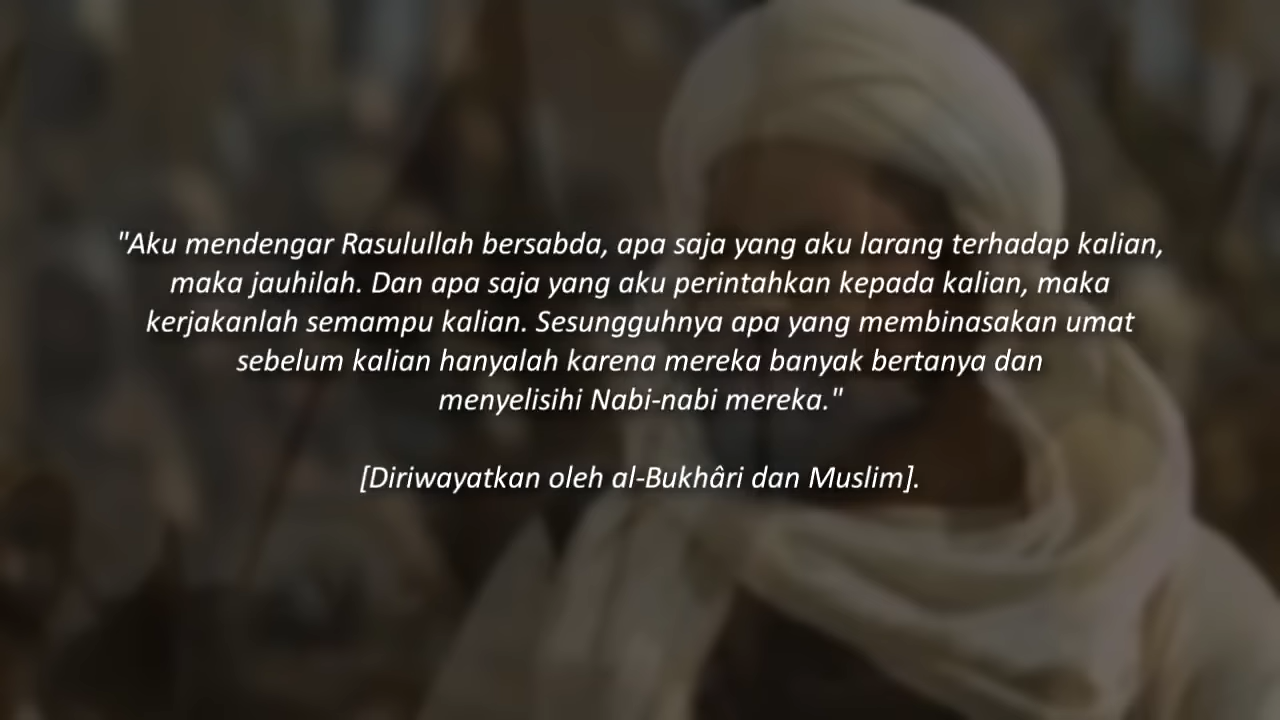 "Aku mendengar Rasulullah bersabda, apa saja yang aku larang terhadap kalian,
maka jauhilah. Dan apa saja yang aku perintahkan kepada kalian, maka
kerjakanlah semampu kalian. Sesungguhnya apa yang membinasakan umat
sebelum kalian hanyalah karena mereka banyak bertanya dan
menyelisihi Nabi-nabi mereka."
[Diriwayatkan oleh al-Bukhâri dan Muslim].